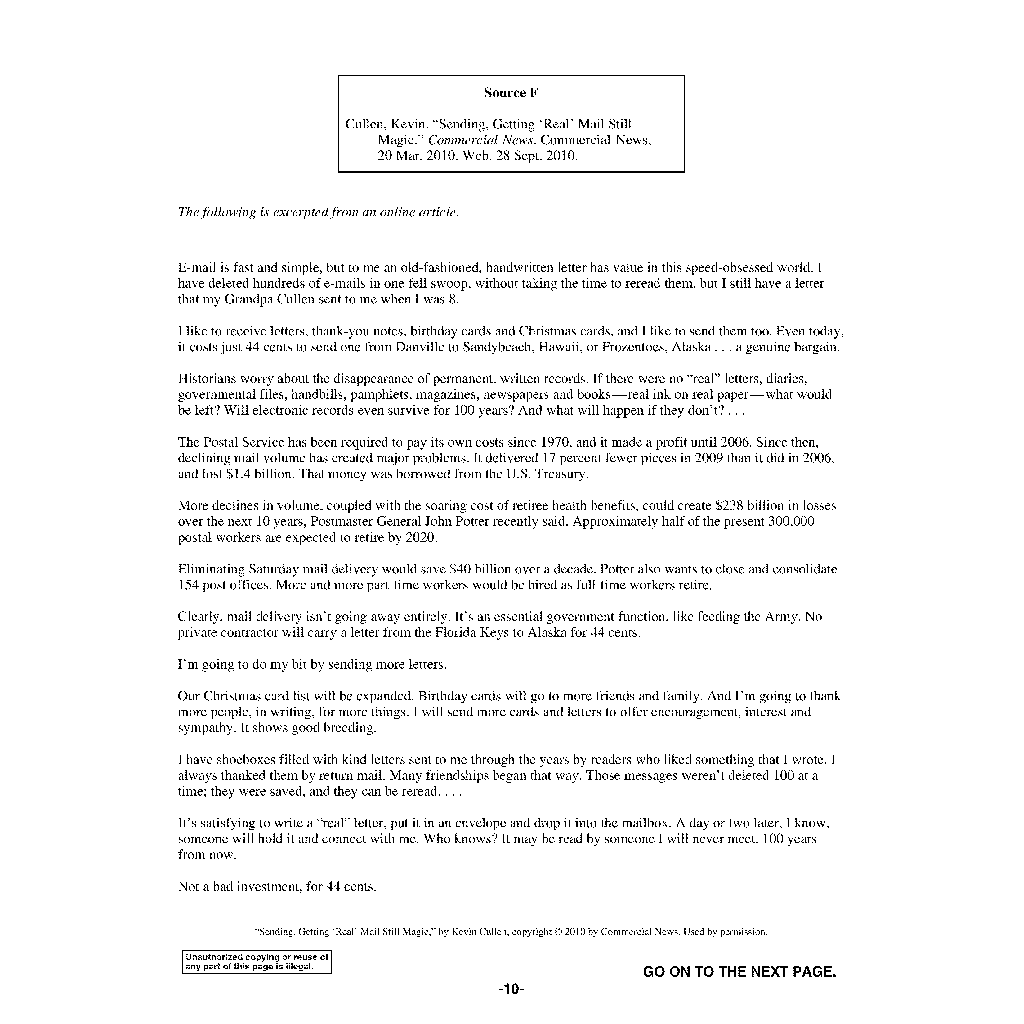 Source F
Cullen, Kevin. “Sending, Getting ‘Real’ Mail Still
Magic.” Commercial News. Commercial News,
20 Mar. 2010. Web. 28 Sept. 2010.
The following is excerpted from an online article.
E-mail is fast and simple, but to me an old-fashioned, handwritten letter has value in this speed-obsessed world. I
have deleted hundreds of e-mails in one fell swoop, without taking the time to reread them, but I still have a letter
that my Grandpa Cullen sent to me when I was 8.
I like to receive letters, thank-you notes, birthday cards and Christmas cards, and I like to send them too. Even today,
it costs just 44 cents to send one from Danville to Sandybeach, Hawaii, or Frozentoes, Alaska . . . a genuine bargain.
Historians worry about the disappearance of permanent, written records. If there were no “real” letters, diaries,
governmental files, handbills, pamphlets, magazines, newspapers and books—real ink on real paper—what would
be left? Will electronic records even survive for 100 years? And what will happen if they don’t? . . .
The Postal Service has been required to pay its own costs since 1970, and it made a profit until 2006. Since then,
declining mail volume has created major problems. It delivered 17 percent fewer pieces in 2009 than it did in 2006,
and lost $1.4 billion. That money was borrowed from the U.S. Treasury.
More declines in volume, coupled with the soaring cost of retiree health benefits, could create $238 billion in losses
over the next 10 years, Postmaster General John Potter recently said. Approximately half of the present 300,000
postal workers are expected to retire by 2020.
Eliminating Saturday mail delivery would save $40 billion over a decade. Potter also wants to close and consolidate
154 post offices. More and more part-time workers would be hired as full-time workers retire.
Clearly, mail delivery isn’t going away entirely. It’s an essential government function, like feeding the Army. No
private contractor will carry a letter from the Florida Keys to Alaska for 44 cents.
I’m going to do my bit by sending more letters.
Our Christmas card list will be expanded. Birthday cards will go to more friends and family. And I’m going to thank
more people, in writing, for more things. I will send more cards and letters to offer encouragement, interest and
sympathy. It shows good breeding.
I have shoeboxes filled with kind letters sent to me through the years by readers who liked something that I wrote. I
always thanked them by return mail. Many friendships began that way. Those messages weren’t deleted 100 at a
time; they were saved, and they can be reread. . . .
It’s satisfying to write a “real” letter, put it in an envelope and drop it into the mailbox. A day or two later, I know,
someone will hold it and connect with me. Who knows? It may be read by someone I will never meet, 100 years
from now.
Not a bad investment, for 44 cents.
“Sending, Getting ‘Real’ Mail Still Magic,” by Kevin Cullen, copyright © 2010 by Commercial News. Used by permission.
Unauthorized copying or reuse of
any part of this page is illegal.
GO ON TO THE NEXT PAGE.
-10-